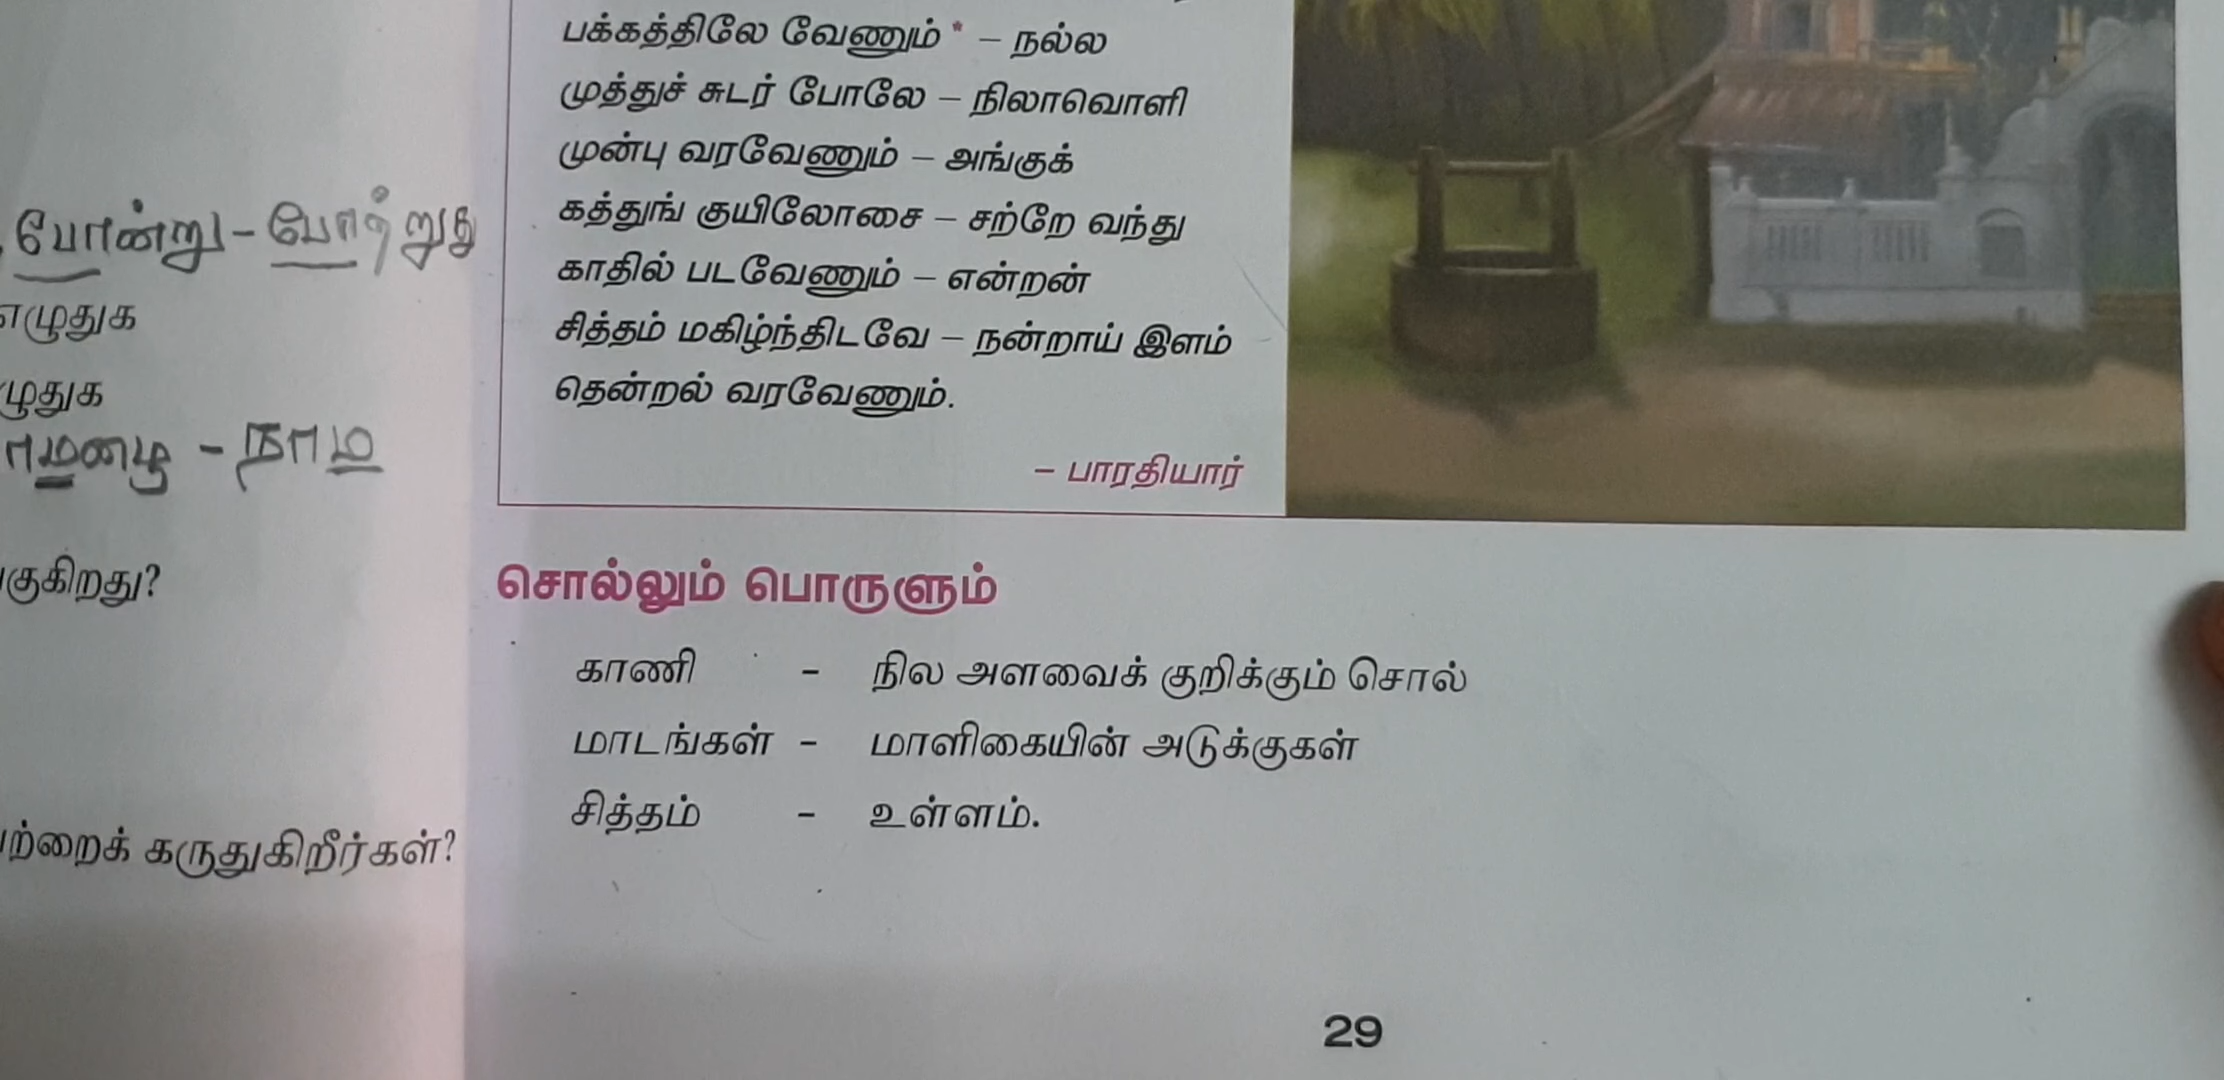 போன்று - போற்றுது
எழுதுக
ழுதுக
மழை - நாம
குகிறது?
ற்றைக் கருதுகிறீர்கள்?
பக்கத்திலே வேணும் * – நல்ல
முத்துச் சுடர் போலே – நிலாவொளி
முன்பு வரவேணும் – அங்குக்
கத்துங் குயிலோசை – சற்றே வந்து
காதில் படவேணும் – என்றன்
சித்தம் மகிழ்ந்திடவே – நன்றாய் இளம்
தென்றல் வரவேணும்.
– பாரதியார்
சொல்லும் பொருளும்
காணி - நில அளவைக் குறிக்கும் சொல்
மாடங்கள் - மாளிகையின் அடுக்குகள்
சித்தம் - உள்ளம்.
29